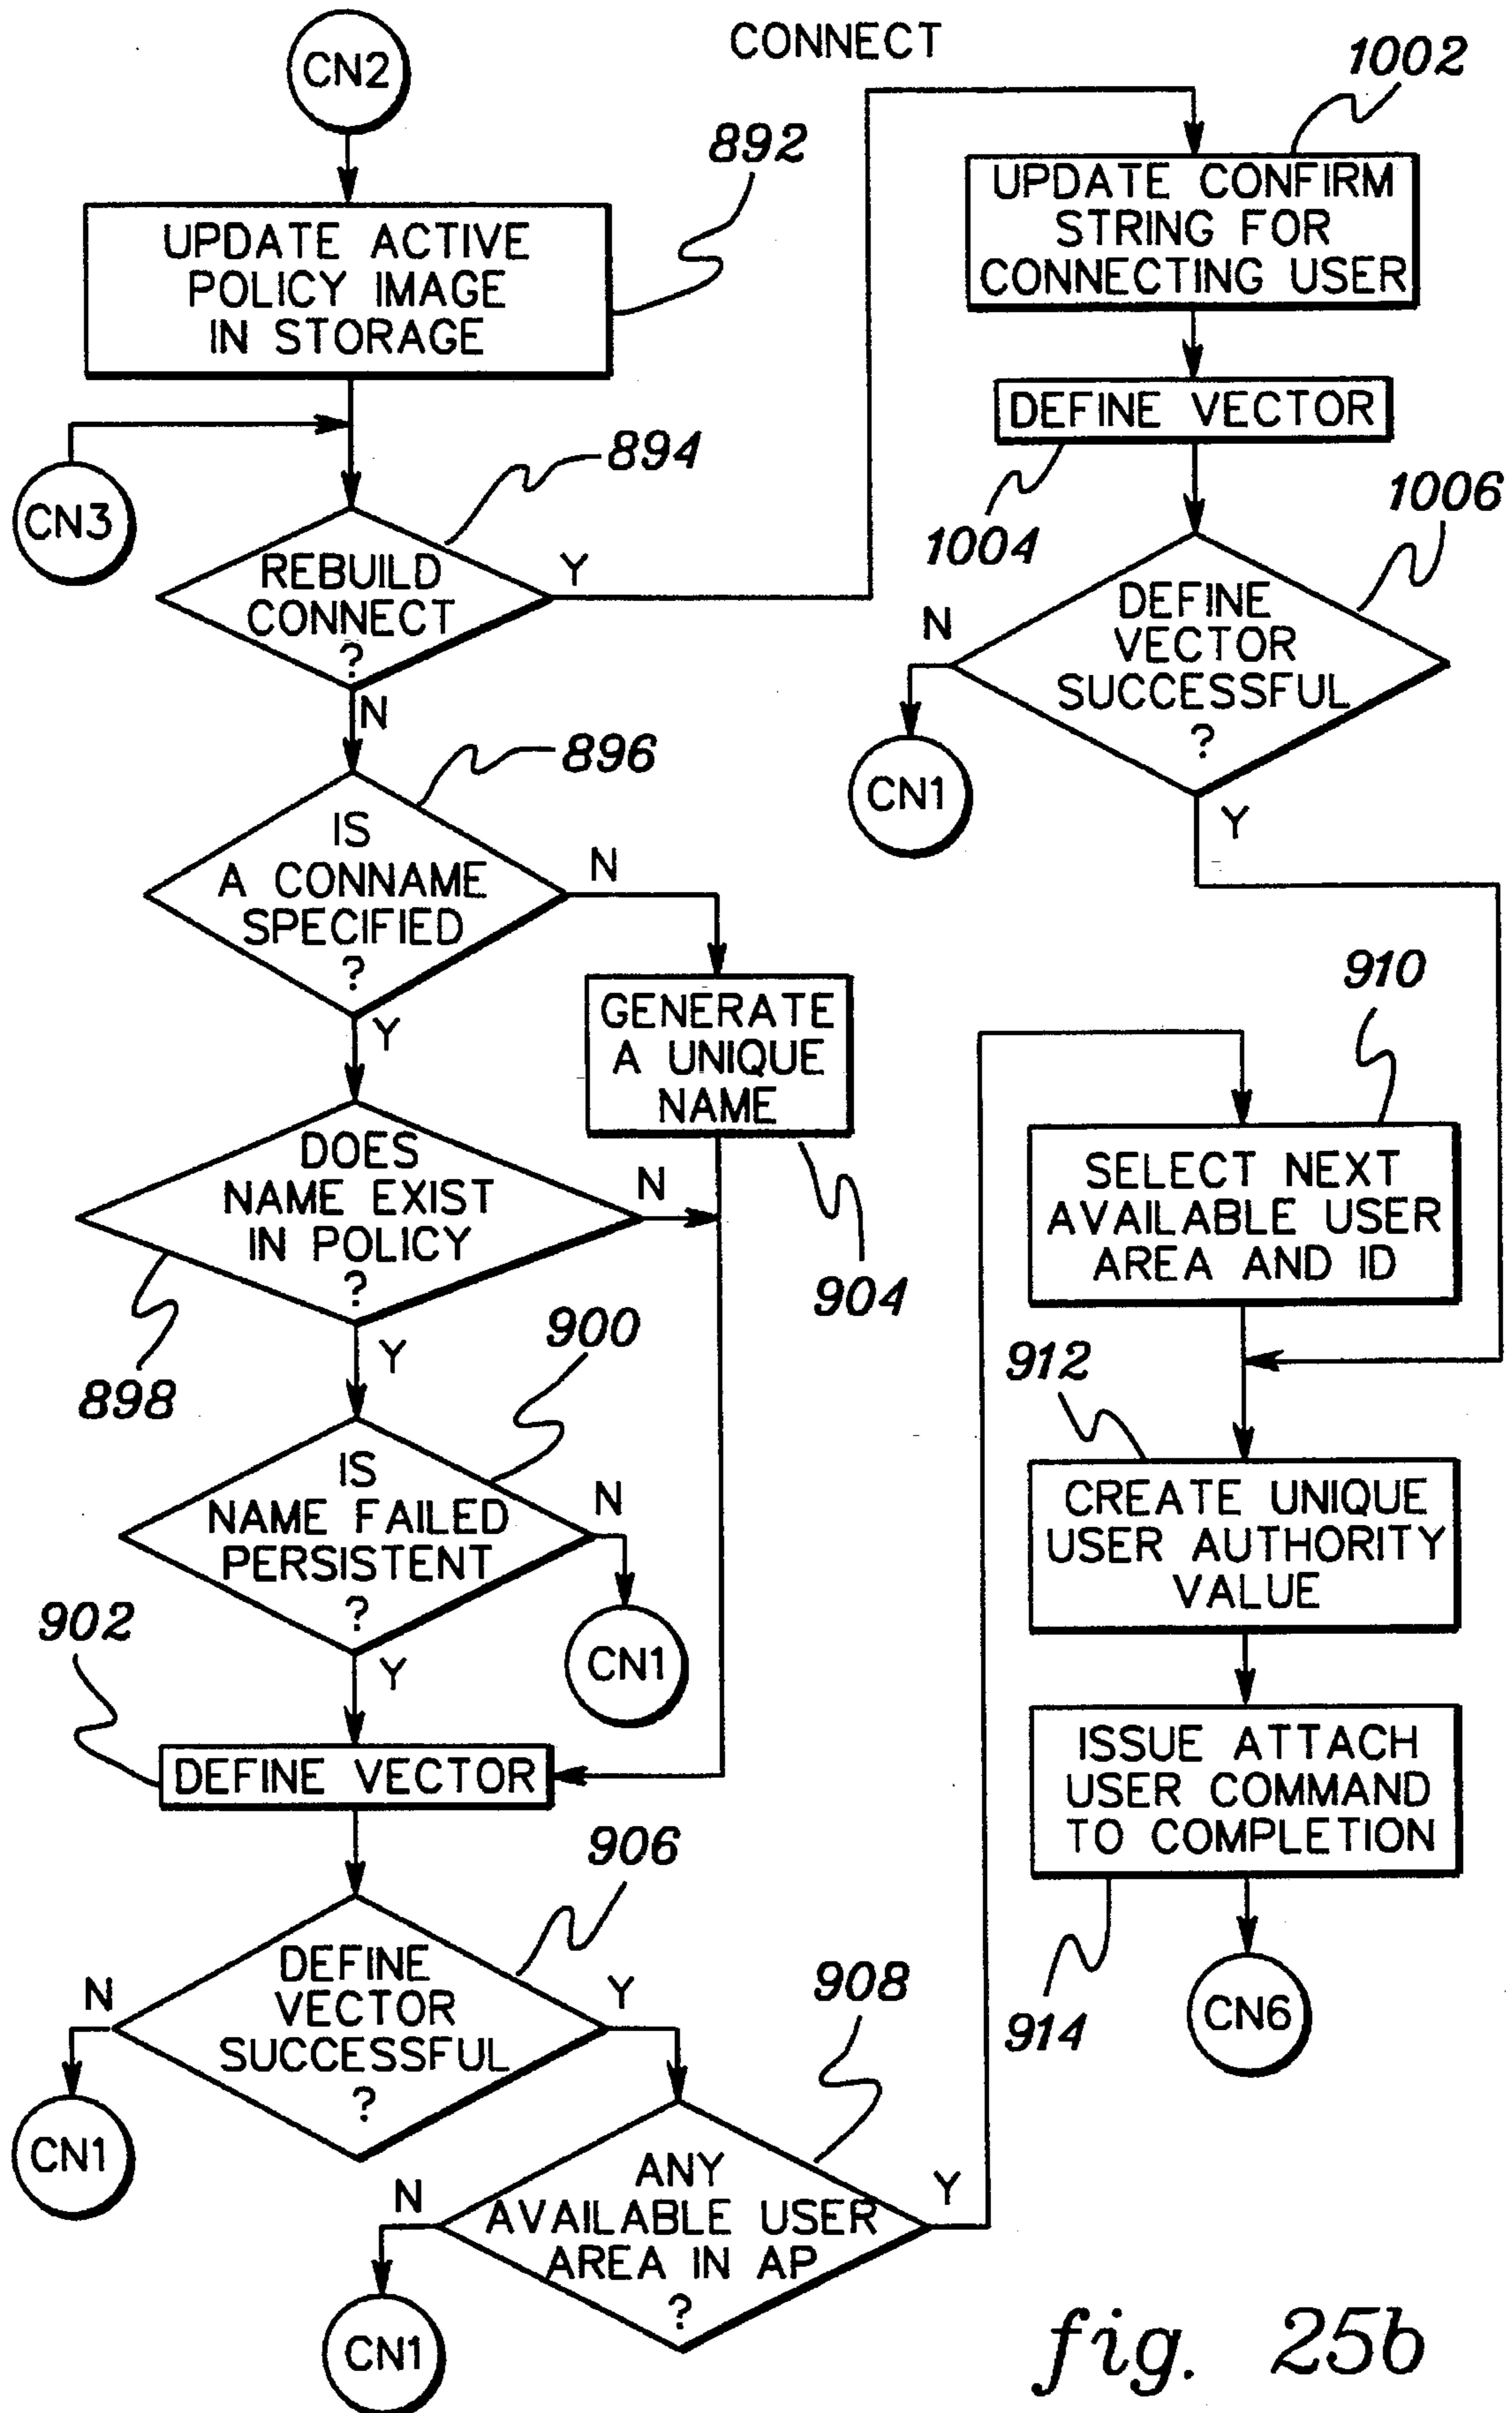 CONNECT
CN2
892
UPDATE ACTIVE
POLICY IMAGE
IN STORAGE
CN3
894
REBUILD
CONNECT
?
Y
N
896
IS
A CONNAME
SPECIFIED
?
N
Y
GENERATE
A UNIQUE
NAME
904
DOES
NAME EXIST
IN POLICY
?
N
Y
898
900
IS
NAME FAILED
PERSISTENT
?
N
CN1
Y
902
DEFINE VECTOR
906
DEFINE
VECTOR
SUCCESSFUL
?
N
CN1
Y
908
ANY
AVAILABLE USER
AREA IN AP
?
N
CN1
Y
1002
UPDATE CONFIRM
STRING FOR
CONNECTING USER
DEFINE VECTOR
1004
1006
DEFINE
VECTOR
SUCCESSFUL
?
N
CN1
Y
910
SELECT NEXT
AVAILABLE USER
AREA AND ID
912
CREATE UNIQUE
USER AUTHORITY
VALUE
ISSUE ATTACH
USER COMMAND
TO COMPLETION
914
CN6
fig. 25b